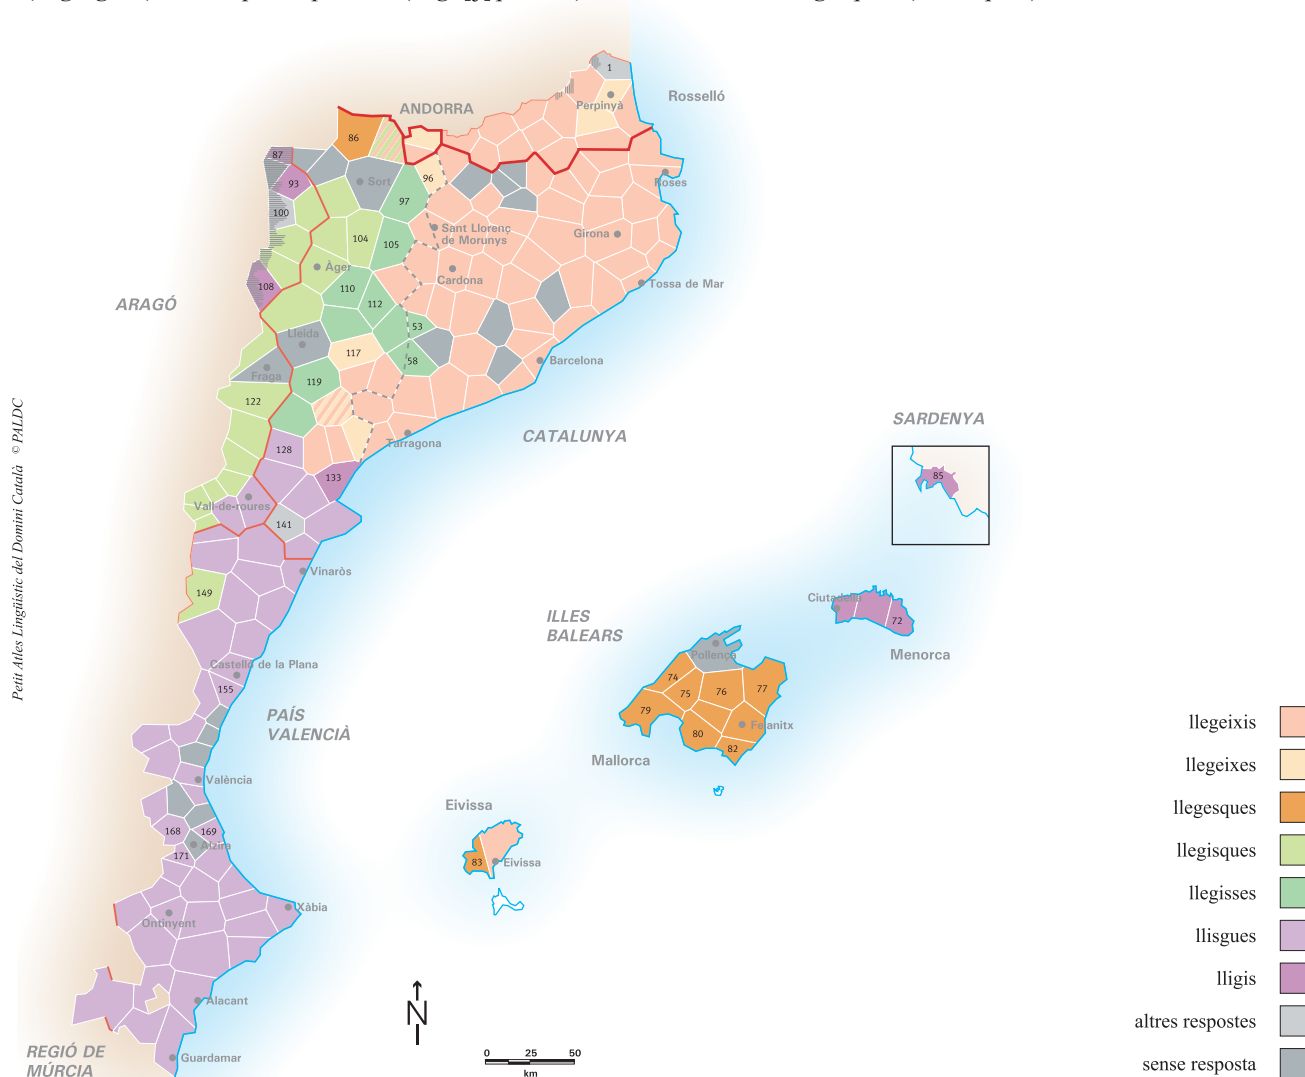 1
Rosselló
Perpinyà
ANDORRA
86
87
93
Sort
96
Roses
97
100
Sant Llorenç
de Morunys
Girona
104
105
Àger
Cardona
Tossa de Mar
108
110
112
ARAGÓ
53
Lleida
117
58
Barcelona
Fraga
119
122
Tarragona
CATALUNYA
SARDENYA
128
133
85
Vall-de-roures
141
Vinaròs
149
Petit Atles Lingüístic del Domini Català ©PALDC
ILLES
BALEARS
Ciutadella
72
Menorca
Pollença
74
75
76
77
79
80
82
Felanitx
Mallorca
Castelló de la Plana
155
PAÍS
VALENCIÀ
València
168
169
Alzira
171
Eivissa
83
Eivissa
Xàbia
Ontinyent
Alacant
Guardamar
REGIÓ DE
MÚRCIA
N
0 25 50
km
llegeixis
llegeixes
llegesques
llegisques
llegisses
llisgues
lligis
altres respostes
sense resposta